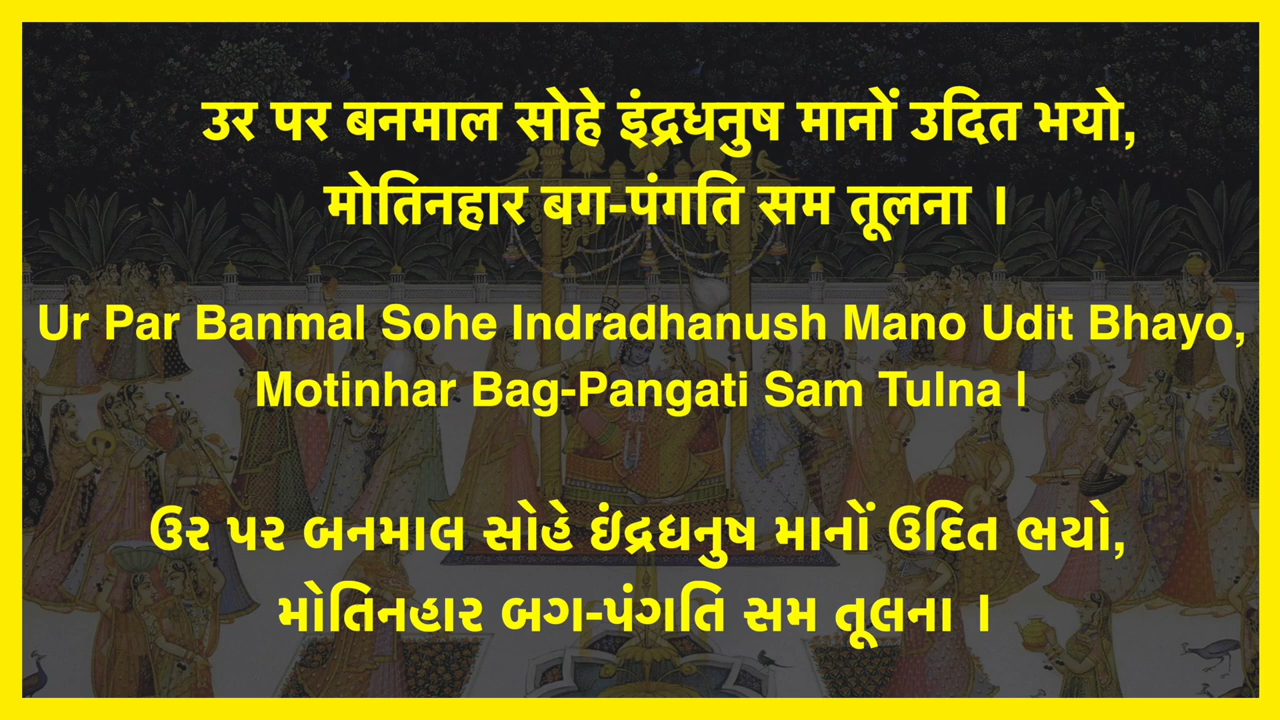 उर पर बनमाल सोहे इंद्रधनुष मानों उदित भयो,
मोतिनहार बग-पंगति सम तूलना ।
Ur Par Banmal Sohe Indradhanush Mano Udit Bhayo,
Motinhar Bag-Pangati Sam Tulna l
ઉર પર બનમાલ સોહે ઇંદ્રધનુષ માનોં ઉદિત ભયો,
મોતિનહાર બગ-પંગતિ સમ તૂલના ।